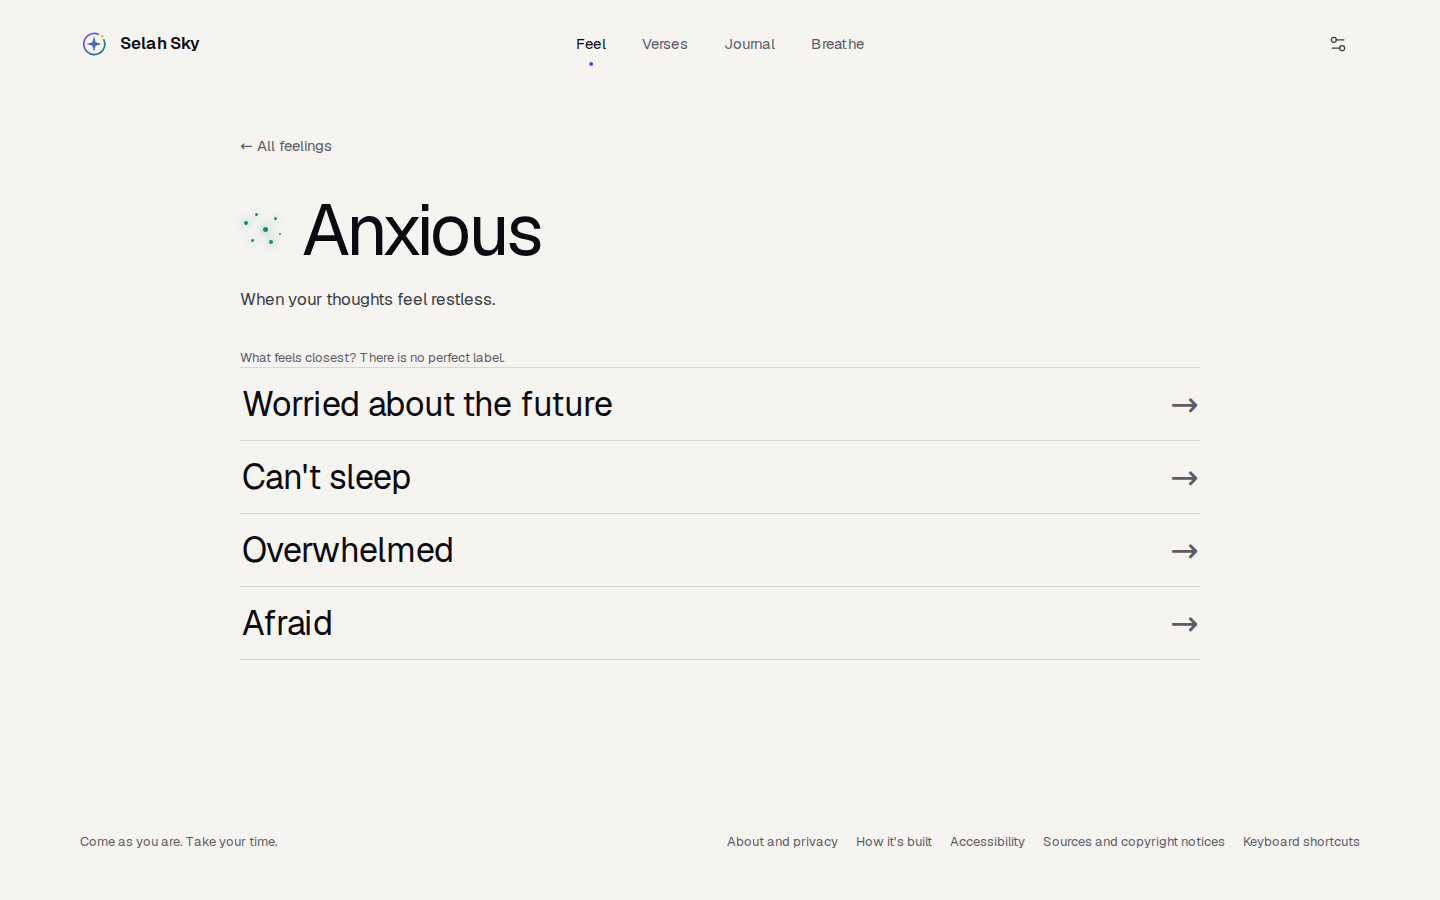 Selah Sky
Feel
Verses
Journal
Breathe
← All feelings
Anxious
When your thoughts feel restless.
What feels closest? There is no perfect label.
Worried about the future →
Can't sleep →
Overwhelmed →
Afraid →
Come as you are. Take your time.
About and privacy
How it's built
Accessibility
Sources and copyright notices
Keyboard shortcuts